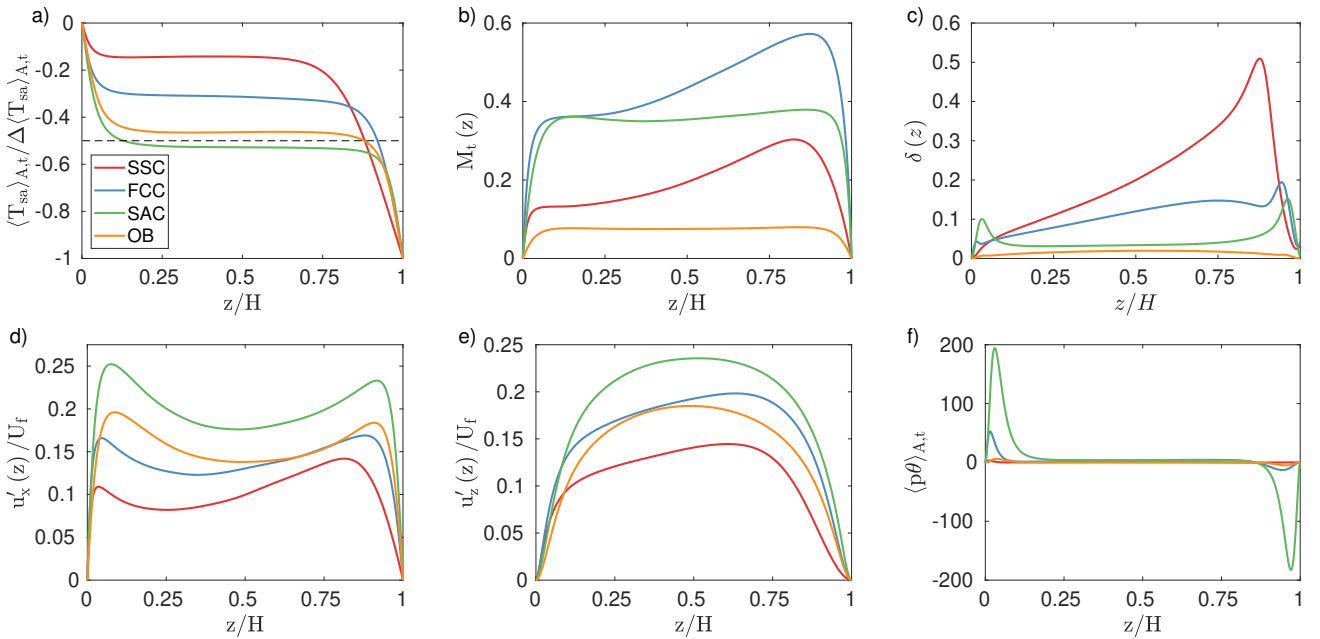 a)
0
-0.2
-0.4
-0.6
-0.8
-1
⟨T_sa⟩_A,t/Δ⟨T_sa⟩_A,t
SSC
FCC
SAC
OB
0 0.25 0.5 0.75 1
z/H
b)
0.6
0.4
0.2
0
M_t(z)
0 0.25 0.5 0.75 1
z/H
c)
0.6
0.5
0.4
0.3
0.2
0.1
0
δ(z)
0 0.25 0.5 0.75 1
z/H
d)
0.25
0.2
0.15
0.1
0.05
0
u′_x(z)/U_f
0 0.25 0.5 0.75 1
z/H
e)
0.25
0.2
0.15
0.1
0.05
0
u′_z(z)/U_f
0 0.25 0.5 0.75 1
z/H
f)
200
100
0
-100
-200
⟨pθ⟩_A,t
0 0.25 0.5 0.75 1
z/H